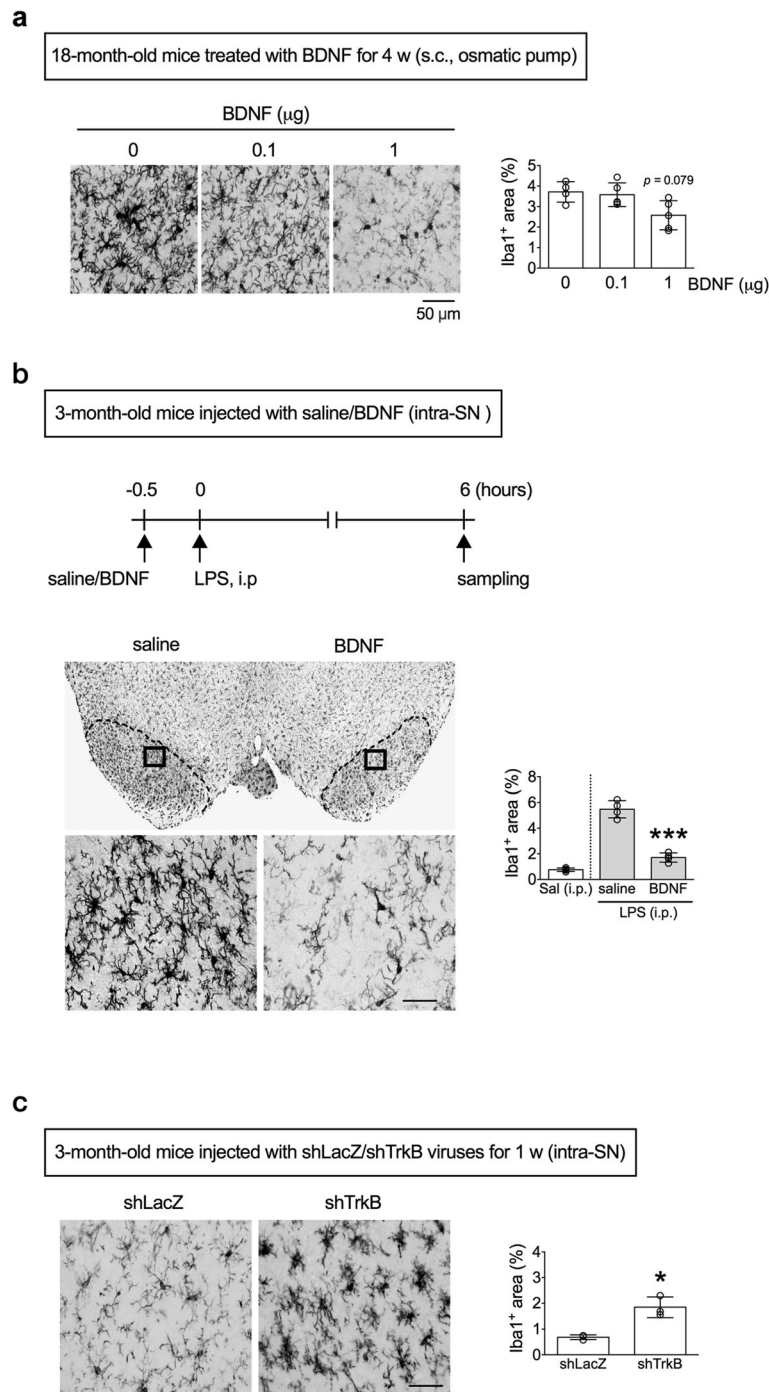 a
18-month-old mice treated with BDNF for 4 w (s.c., osmatic pump)
BDNF (μg)
0 0.1 1
50 μm
Iba1+ area (%)
5
4
3
2
1
0
p = 0.079
0 0.1 1 BDNF (μg)
b
3-month-old mice injected with saline/BDNF (intra-SN )
-0.5 0 6 (hours)
saline/BDNF LPS, i.p sampling
saline BDNF
Iba1+ area (%)
8
6
4
2
0
***
Sal (i.p.) saline BDNF
LPS (i.p.)
c
3-month-old mice injected with shLacZ/shTrkB viruses for 1 w (intra-SN)
shLacZ shTrkB
Iba1+ area (%)
4
3
2
1
0
*
shLacZ shTrkB